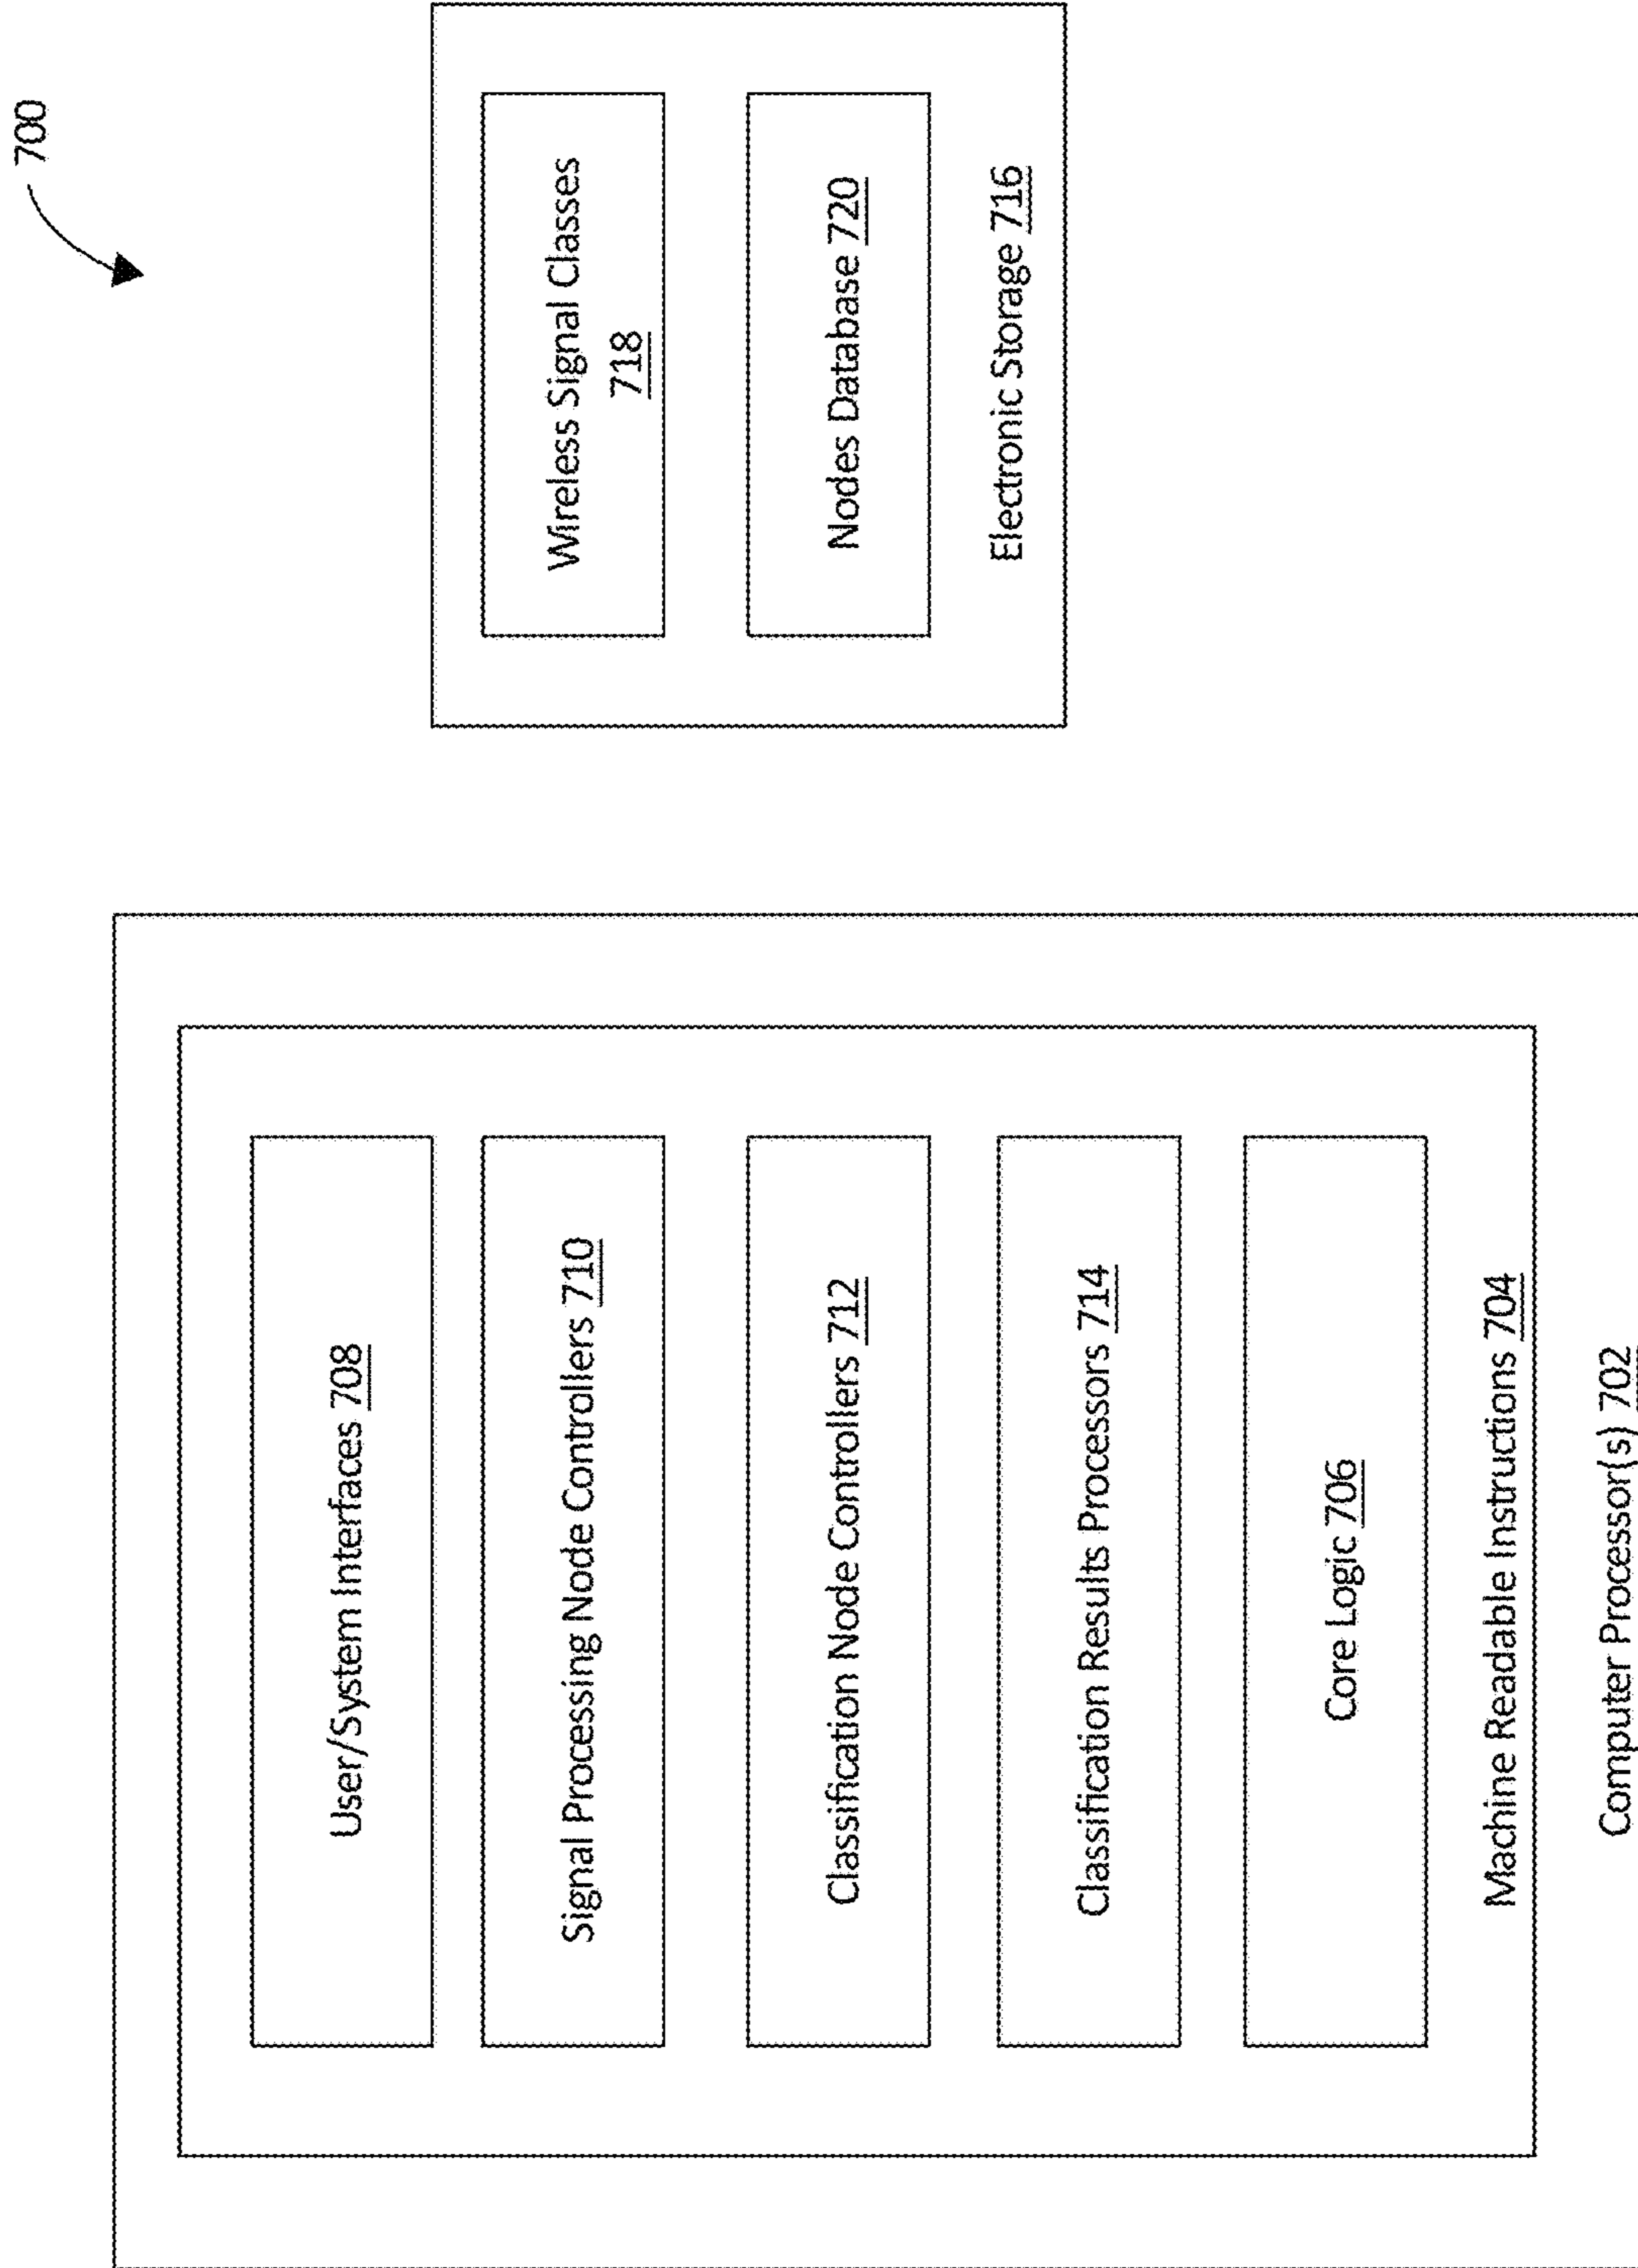 700
User/System Interfaces 708
Signal Processing Node Controllers 710
Classification Node Controllers 712
Classification Results Processors 714
Core Logic 706
Machine Readable Instructions 704
Computer Processor(s) 702
Wireless Signal Classes
718
Nodes Database 720
Electronic Storage 716